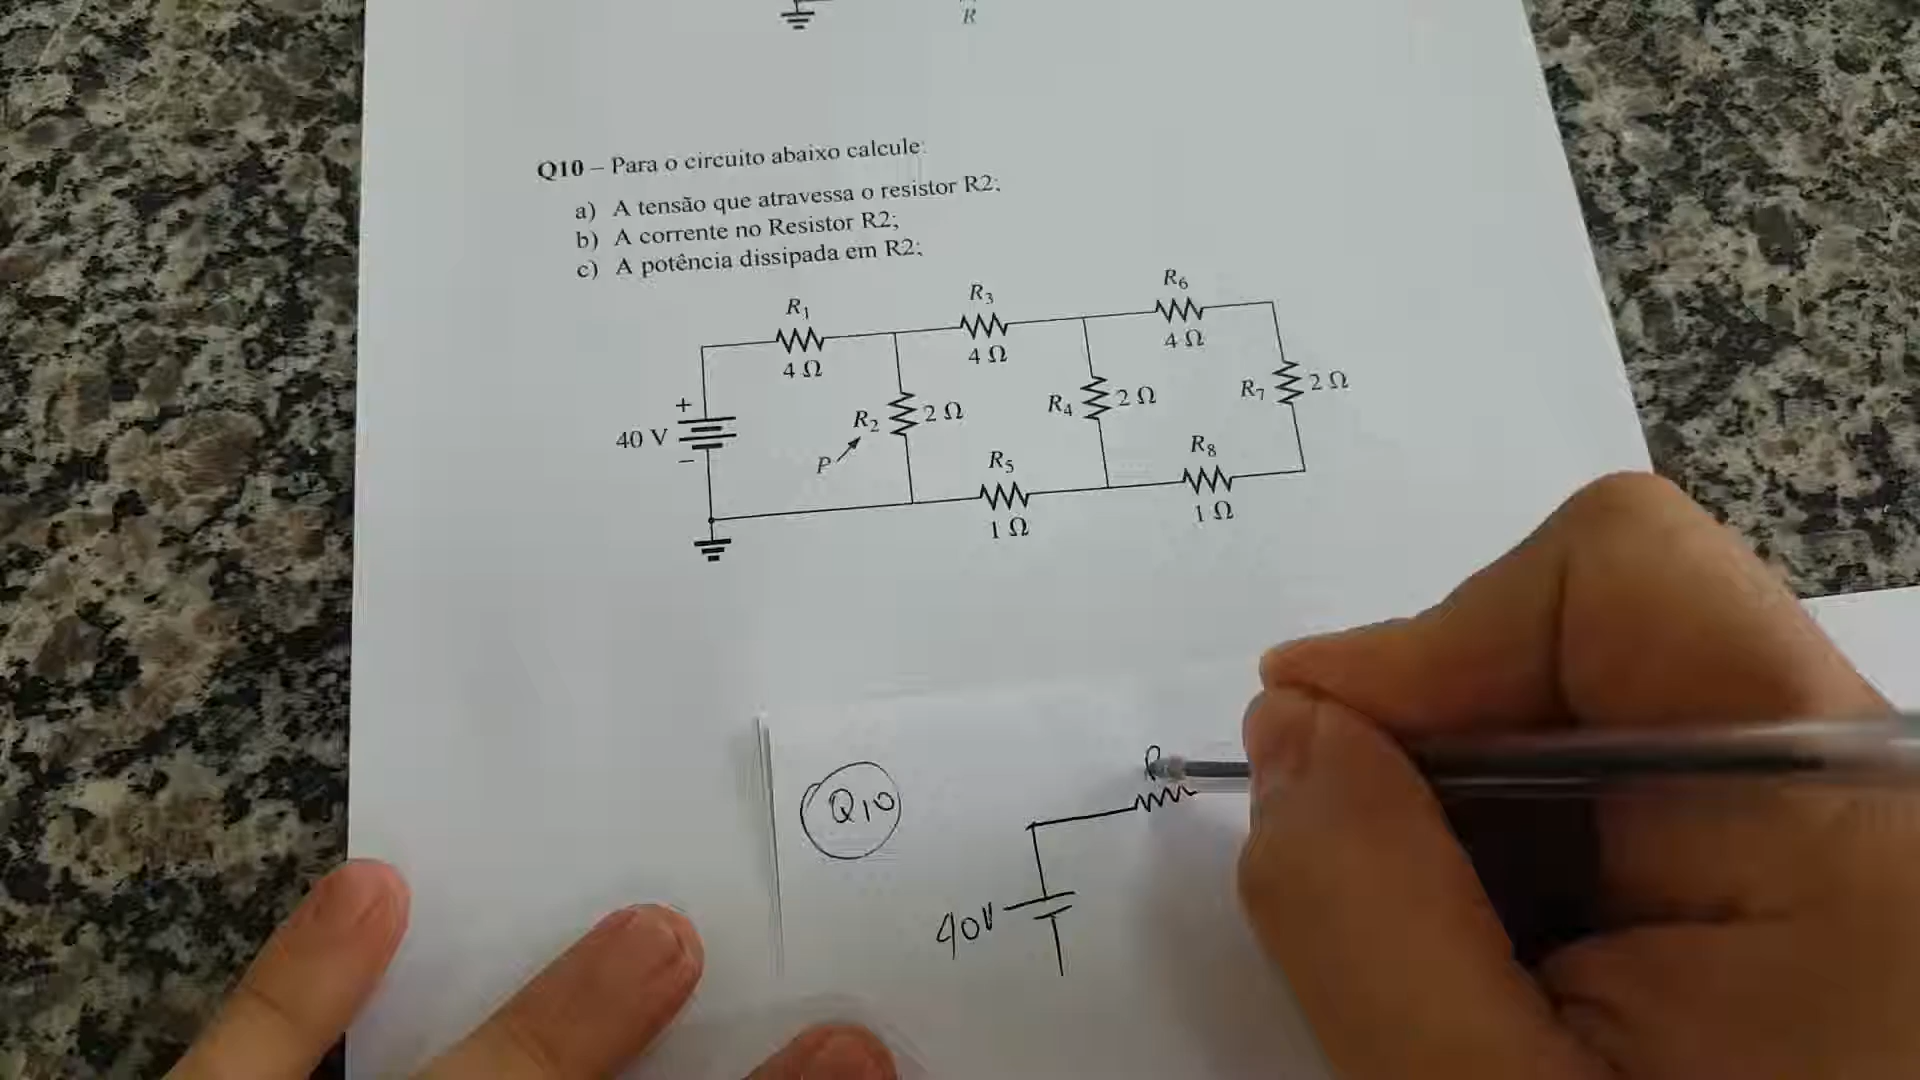 R
Q10 – Para o circuito abaixo calcule:
a) A tensão que atravessa o resistor R2;
b) A corrente no Resistor R2;
c) A potência dissipada em R2;
R6
R3
R1
4 Ω
4 Ω
4 Ω
R7 2 Ω
R4 2 Ω
R2 2 Ω
+
40 V
−
P
R8
R5
1 Ω
1 Ω
Q10
40V